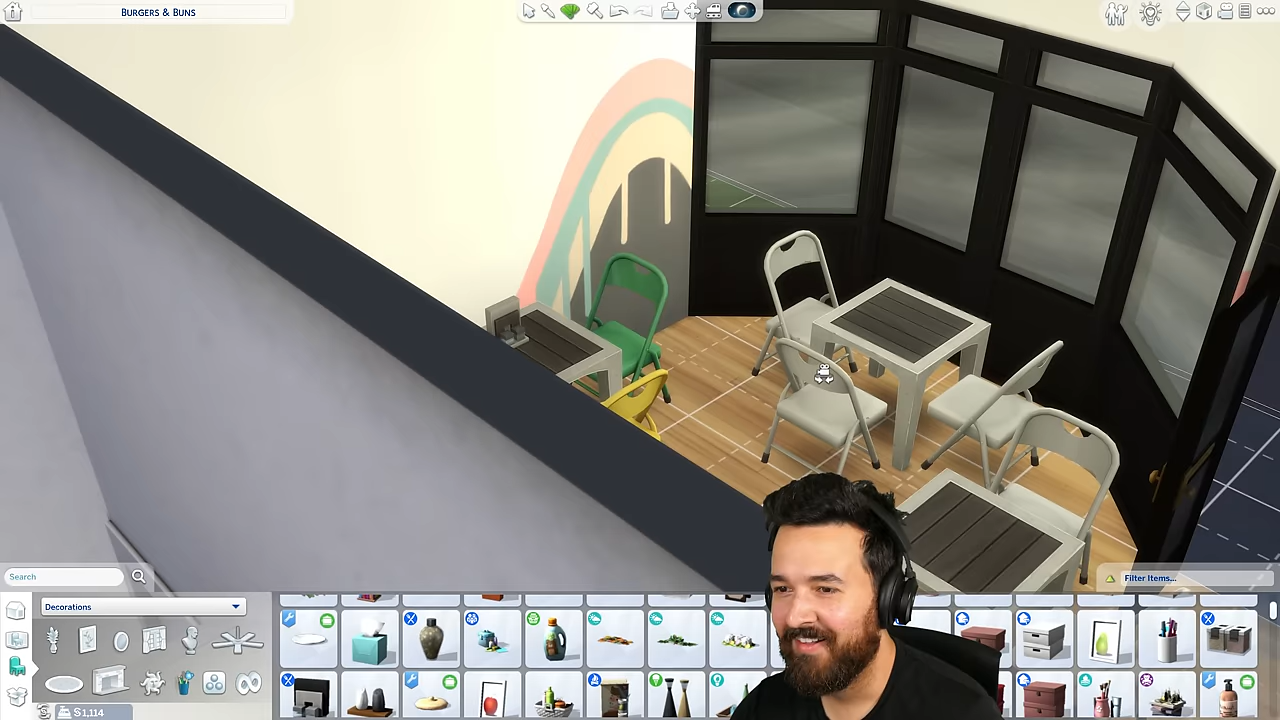 BURGERS & BUNS
Search
Filter Items...
Decorations
$1,114